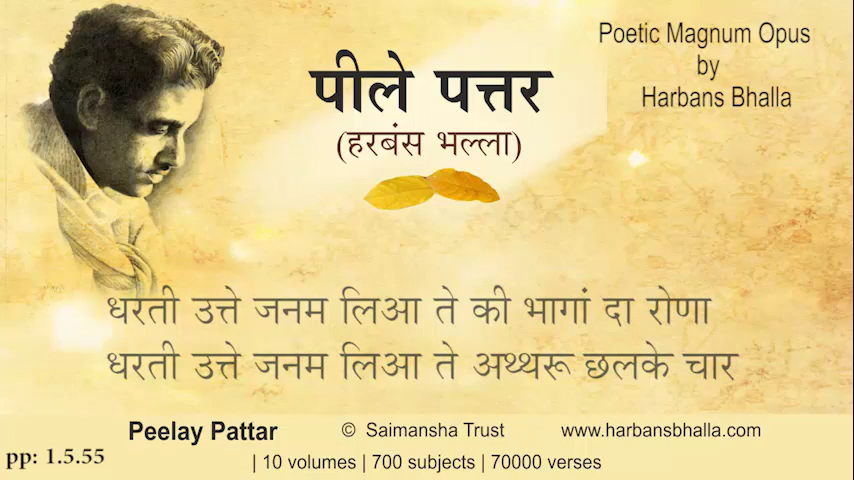 पीले पत्तर
(हरबंस भल्ला)
Poetic Magnum Opus
by
Harbans Bhalla
धरती उत्ते जनम लिआ ते की भागां दा रोणा
धरती उत्ते जनम लिआ ते अथ्थरू छलके चार
Peelay Pattar © Saimansha Trust www.harbansbhalla.com
pp: 1.5.55
| 10 volumes | 700 subjects | 70000 verses